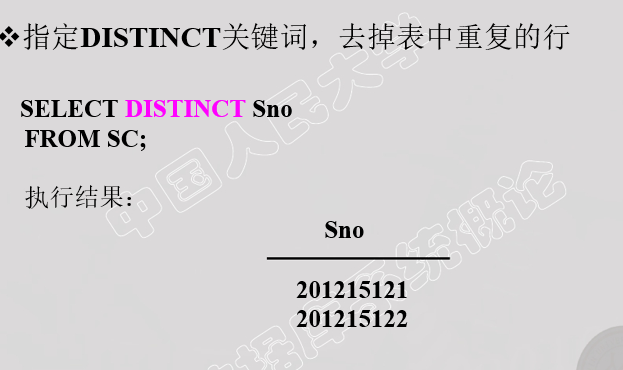 ❖指定DISTINCT关键词，去掉表中重复的行
SELECT DISTINCT Sno
FROM SC;
执行结果：
Sno
201215121
201215122
中国人民大学
数据库系统概论